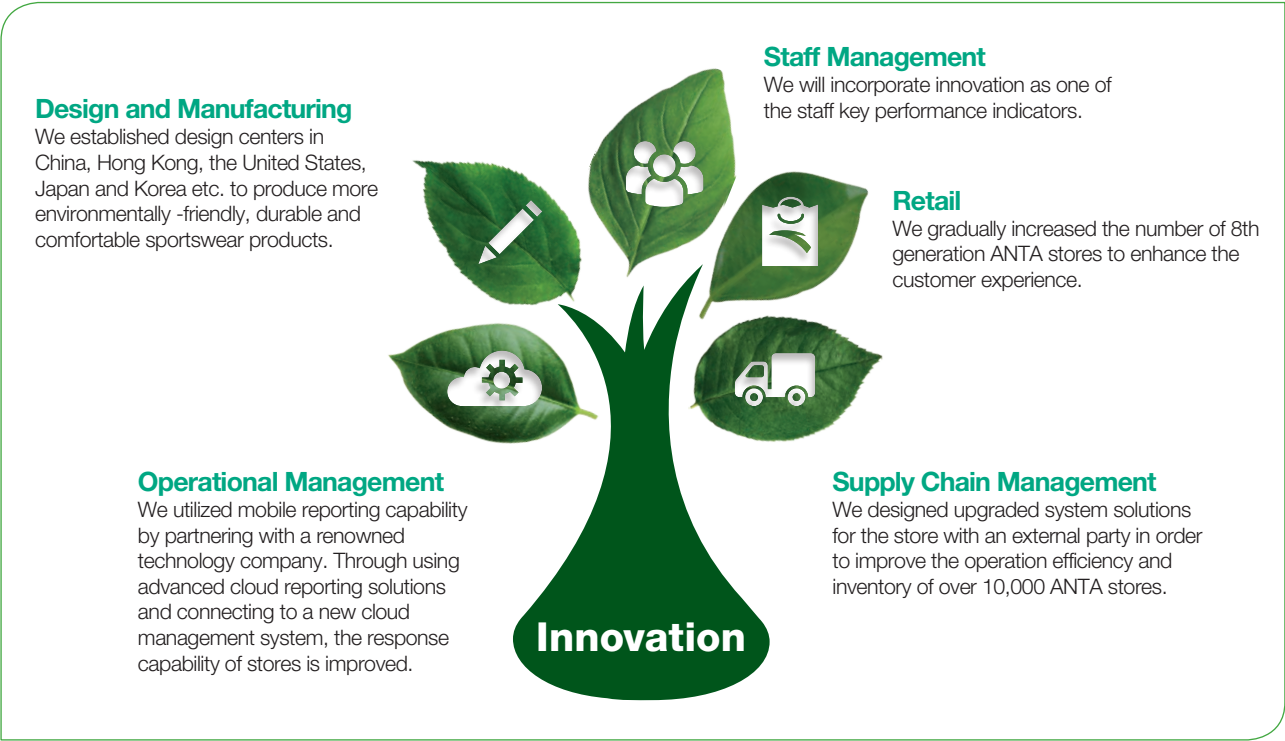 Design and Manufacturing
We established design centers in
China, Hong Kong, the United States,
Japan and Korea etc. to produce more
environmentally -friendly, durable and
comfortable sportswear products.
Staff Management
We will incorporate innovation as one of
the staff key performance indicators.
Retail
We gradually increased the number of 8th
generation ANTA stores to enhance the
customer experience.
Operational Management
We utilized mobile reporting capability
by partnering with a renowned
technology company. Through using
advanced cloud reporting solutions
and connecting to a new cloud
management system, the response
capability of stores is improved.
Supply Chain Management
We designed upgraded system solutions
for the store with an external party in order
to improve the operation efficiency and
inventory of over 10,000 ANTA stores.
Innovation